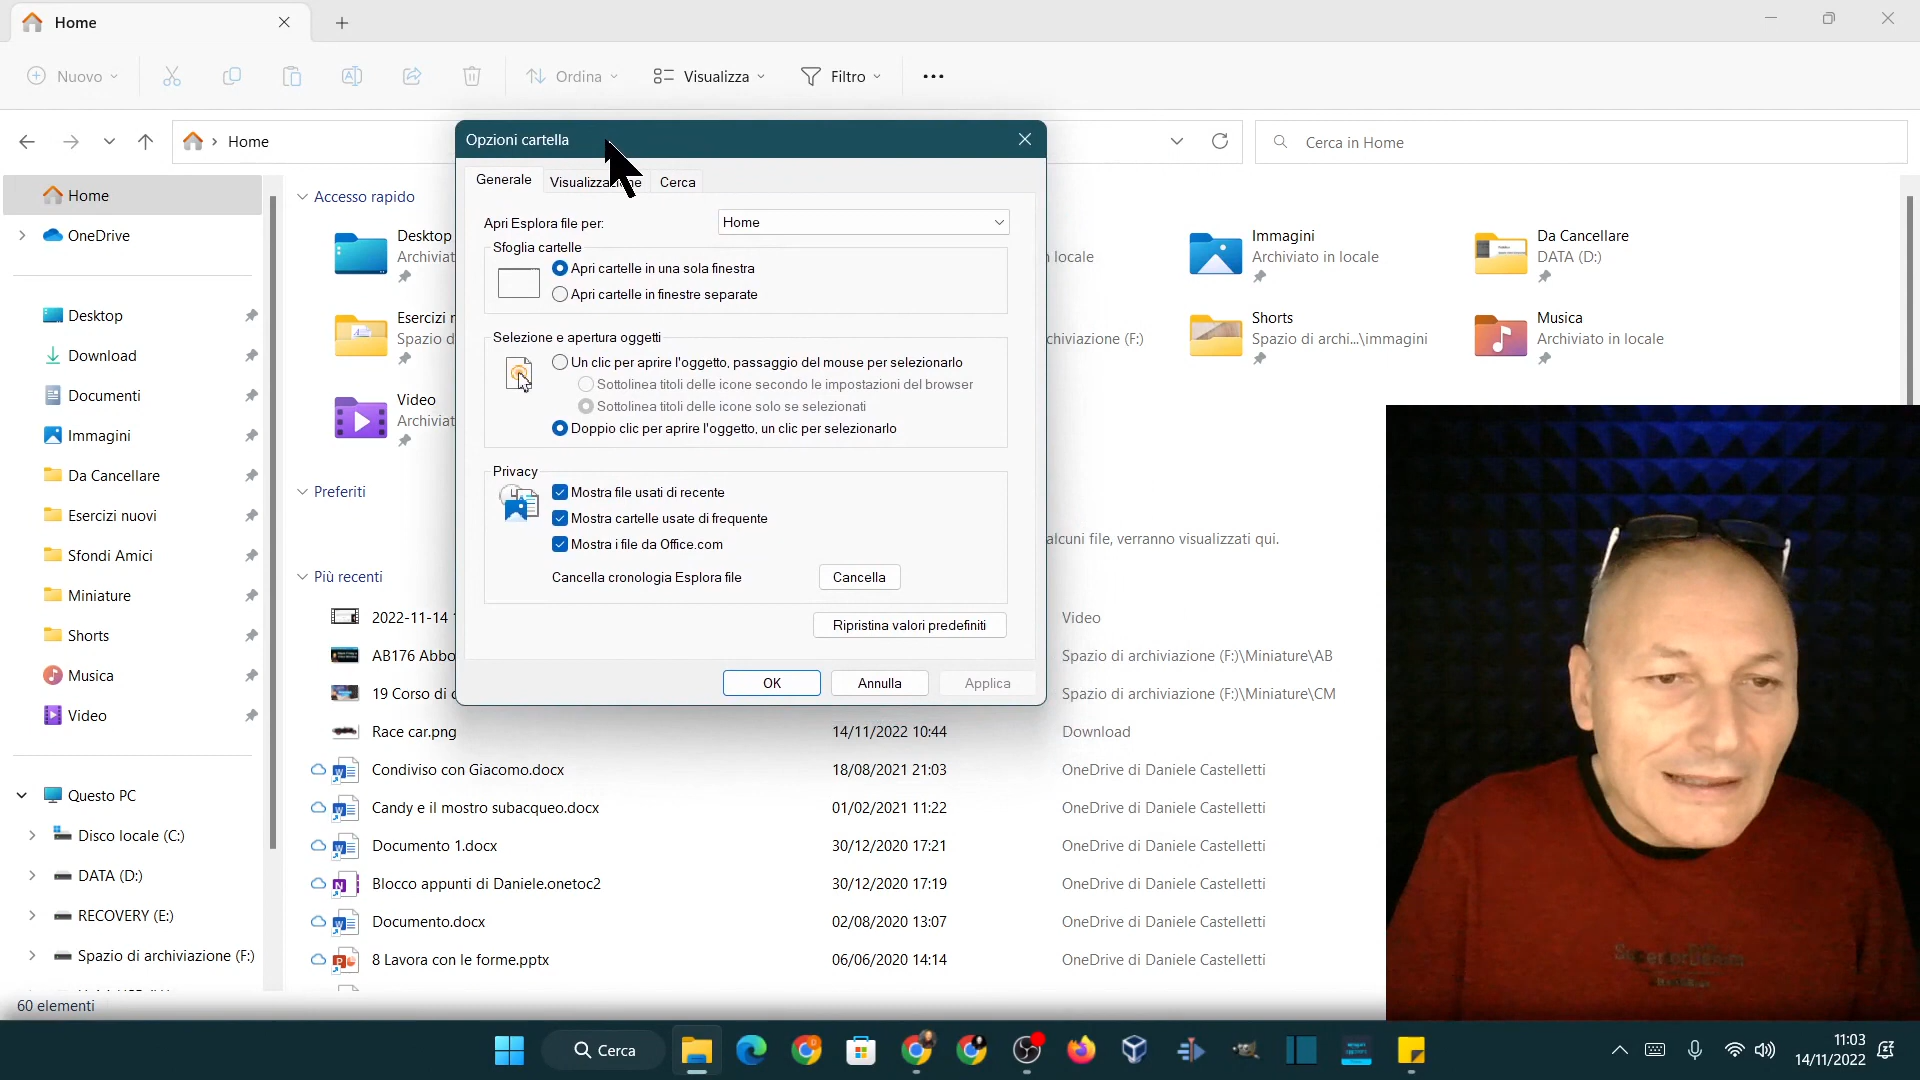 Home
Nuovo
Ordina
Visualizza
Filtro
Home
Cerca in Home
Opzioni cartella
Generale
Cerca
Apri Esplora file per:
Home
Sfoglia cartelle
Apri cartelle in una sola finestra
Apri cartelle in finestre separate
Selezione e apertura oggetti
Un clic per aprire l'oggetto, passaggio del mouse per selezionarlo
Sottolinea titoli delle icone secondo le impostazioni del browser
Sottolinea titoli delle icone solo se selezionati
Doppio clic per aprire l'oggetto, un clic per selezionarlo
Privacy
Mostra file usati di recente
Mostra cartelle usate di frequente
Mostra i file da Office.com
Cancella cronologia Esplora file
Cancella
Ripristina valori predefiniti
OK
Annulla
Applica
Home
OneDrive
Desktop
Download
Documenti
Immagini
Da Cancellare
Esercizi nuovi
Sfondi Amici
Miniature
Shorts
Musica
Video
Questo PC
Disco locale (C:)
DATA (D:)
RECOVERY (E:)
Spazio di archiviazione (F:)
60 elementi
Accesso rapido
Desktop
locale
Immagini
Archiviato in locale
Da Cancellare
DATA (D:)
Esercizi
Spazio d
chiviazione (F:)
Shorts
Spazio di archi...\immagini
Musica
Archiviato in locale
Video
Preferiti
alcuni file, verranno visualizzati qui.
Più recenti
2022-11-14
Video
AB176 Abbo
Spazio di archiviazione (F:)\Miniature\AB
19 Corso di
Spazio di archiviazione (F:)\Miniature\CM
Race car.png
14/11/2022 10:44
Download
Condiviso con Giacomo.docx
18/08/2021 21:03
OneDrive di Daniele Castelletti
Candy e il mostro subacqueo.docx
01/02/2021 11:22
OneDrive di Daniele Castelletti
Documento 1.docx
30/12/2020 17:21
OneDrive di Daniele Castelletti
Blocco appunti di Daniele.onetoc2
30/12/2020 17:19
OneDrive di Daniele Castelletti
Documento.docx
02/08/2020 13:07
OneDrive di Daniele Castelletti
8 Lavora con le forme.pptx
06/06/2020 14:14
OneDrive di Daniele Castelletti
Cerca
11:03
14/11/2022